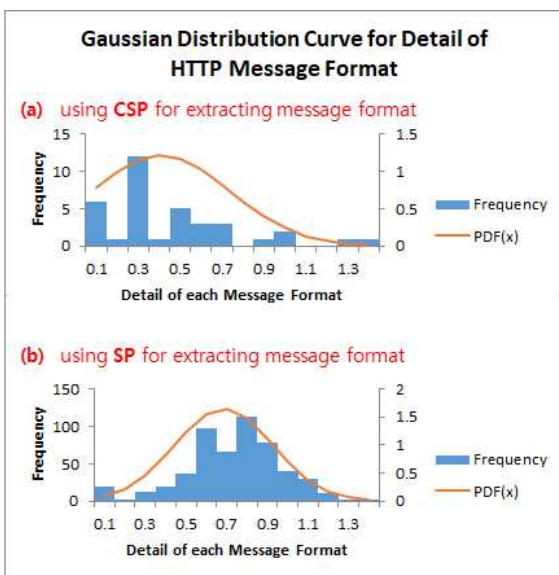 Gaussian Distribution Curve for Detail of
HTTP Message Format
(a) using CSP for extracting message format
15
10
5
0
Frequency
1.5
1
0.5
0
0.1 0.3 0.5 0.7 0.9 1.1 1.3
Detail of each Message Format
Frequency
PDF(x)
(b) using SP for extracting message format
150
100
50
0
Frequency
2
1.5
1
0.5
0
0.1 0.3 0.5 0.7 0.9 1.1 1.3
Detail of each Message Format
Frequency
PDF(x)